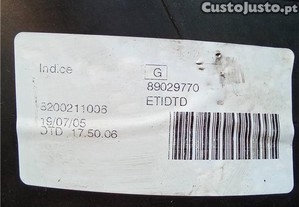 CustoJusto.pt
Indice
G
89029770
8200211006
ETIDTD
19/07/05
DTD 17.50.06